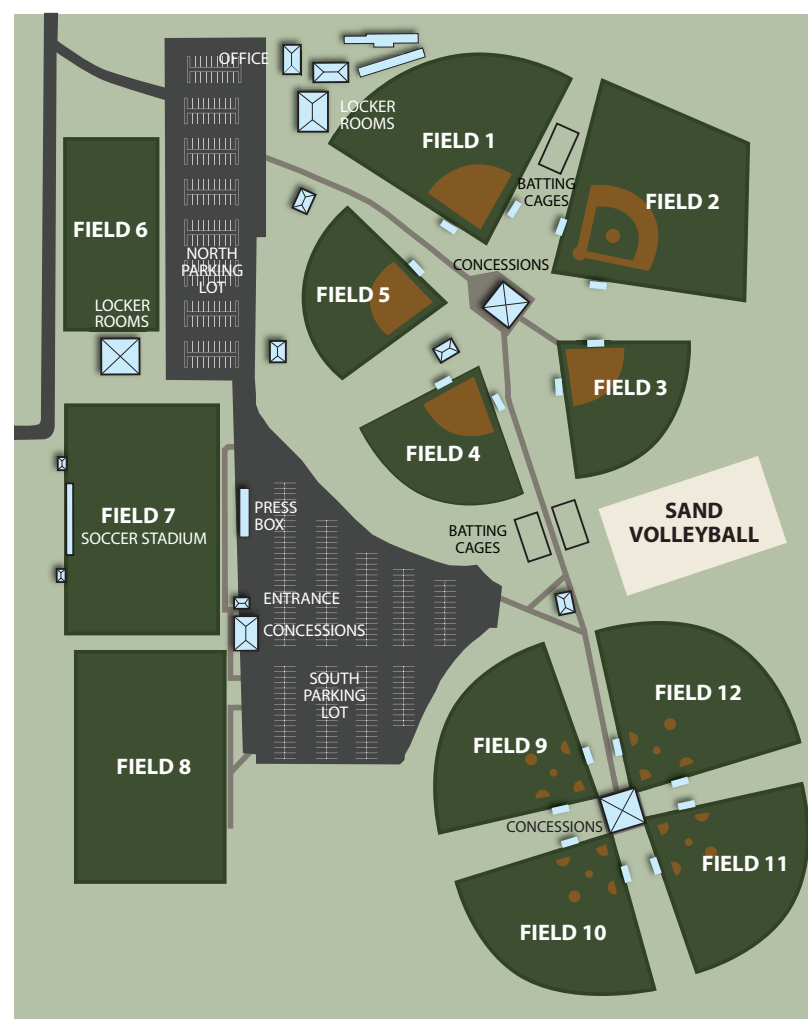 OFFICE
LOCKER
ROOMS
FIELD 1
BATTING
CAGES
FIELD 2
FIELD 6
NORTH
PARKING
LOT
CONCESSIONS
FIELD 5
LOCKER
ROOMS
FIELD 3
FIELD 4
FIELD 7
SOCCER STADIUM
PRESS
BOX
BATTING
CAGES
SAND
VOLLEYBALL
ENTRANCE
CONCESSIONS
SOUTH
PARKING
LOT
FIELD 12
FIELD 9
FIELD 8
CONCESSIONS
FIELD 11
FIELD 10